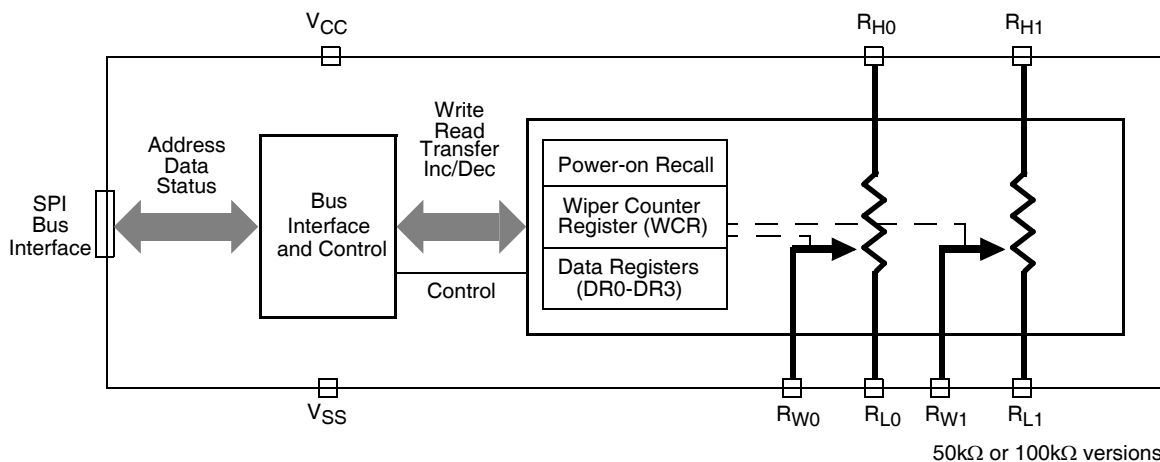 VCC
RH0
RH1
Write
Read
Transfer
Inc/Dec
Address
Data
Status
SPI
Bus
Interface
Bus
Interface
and Control
Control
Power-on Recall
Wiper Counter
Register (WCR)
Data Registers
(DR0-DR3)
VSS
RW0
RL0
RW1
RL1
50kΩ or 100kΩ versions